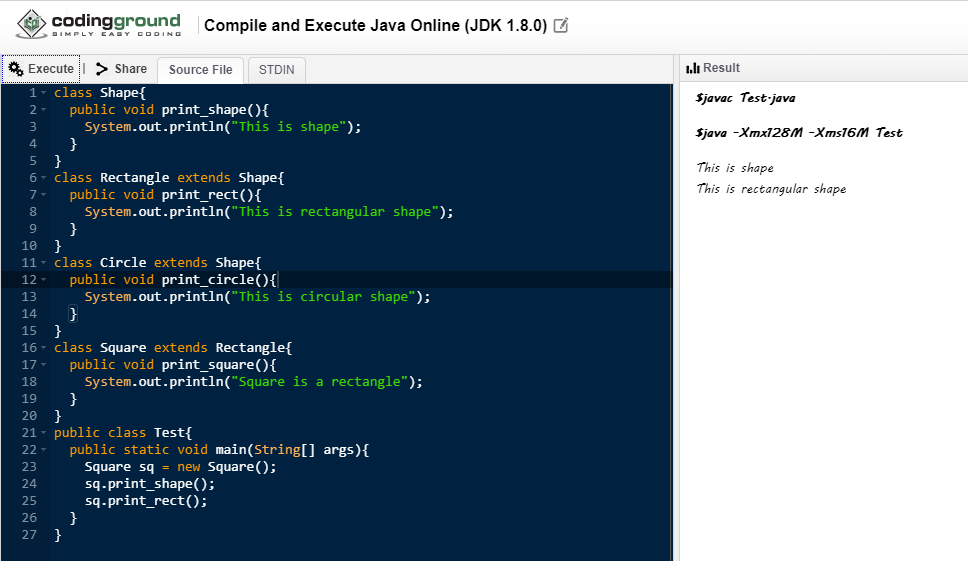 codingground
SIMPLY EASY CODING
Compile and Execute Java Online (JDK 1.8.0)
Execute | Share Source File STDIN
1 class Shape{
2   public void print_shape(){
3     System.out.println("This is shape");
4   }
5 }
6 class Rectangle extends Shape{
7   public void print_rect(){
8     System.out.println("This is rectangular shape");
9   }
10 }
11 class Circle extends Shape{
12   public void print_circle(){
13     System.out.println("This is circular shape");
14   }
15 }
16 class Square extends Rectangle{
17   public void print_square(){
18     System.out.println("Square is a rectangle");
19   }
20 }
21 public class Test{
22   public static void main(String[] args){
23     Square sq = new Square();
24     sq.print_shape();
25     sq.print_rect();
26   }
27 }
Result
$javac Test.java
$java -Xmx128M -Xms16M Test
This is shape
This is rectangular shape